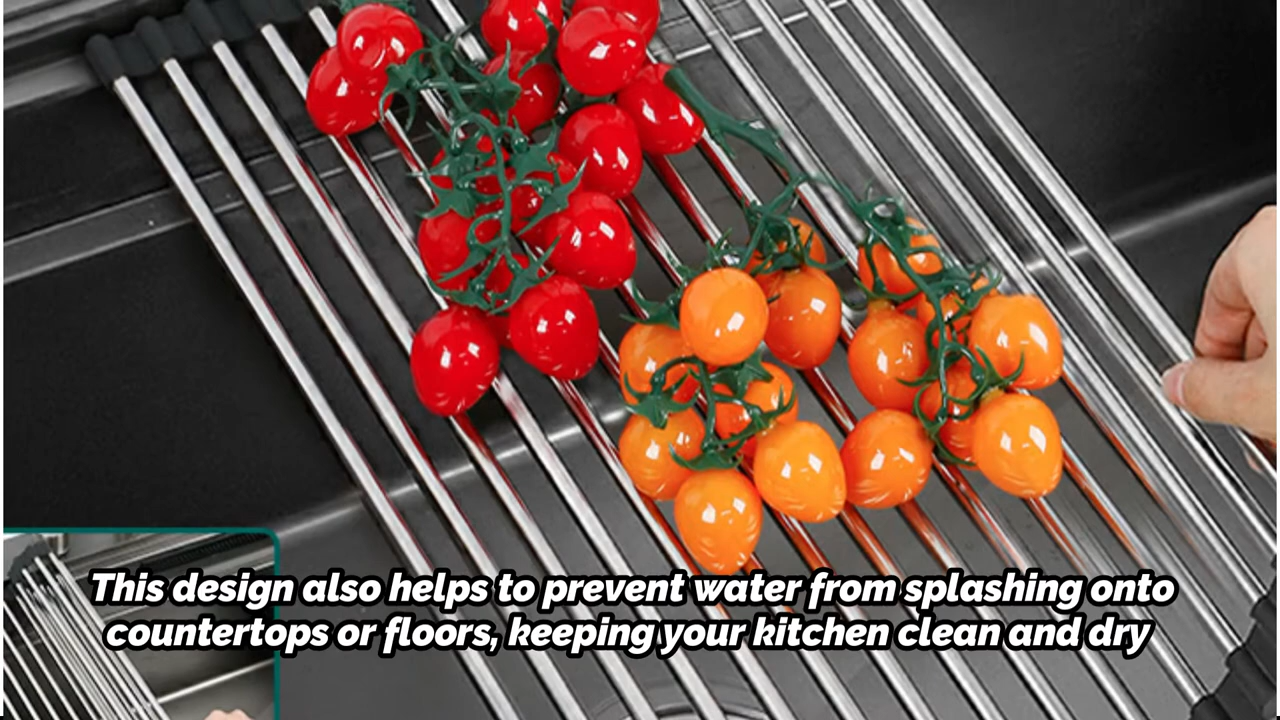 This design also helps to prevent water from splashing onto
countertops or floors, keeping your kitchen clean and dry